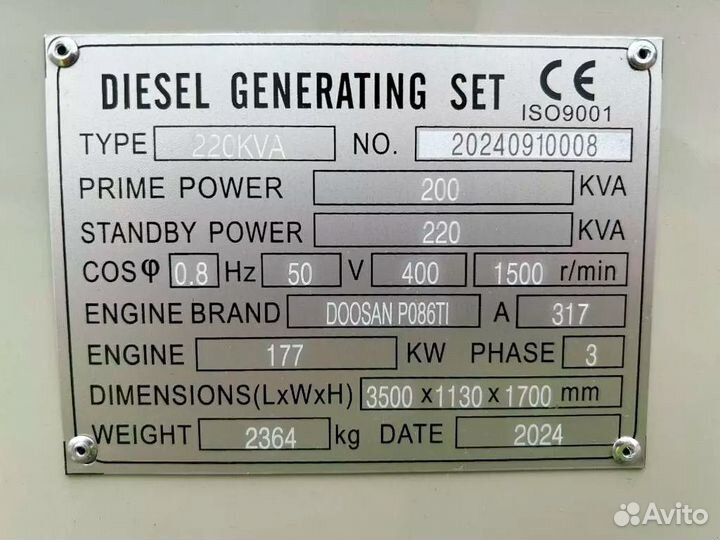 DIESEL GENERATING SET CE
ISO9001
TYPE 220KVA NO. 20240910008
PRIME POWER 200 KVA
STANDBY POWER 220 KVA
COSφ 0.8 Hz 50 V 400 1500 r/min
ENGINE BRAND DOOSAN P086TI A 317
ENGINE 177 KW PHASE 3
DIMENSIONS(LxWxH) 3500 x 1130 x 1700 mm
WEIGHT 2364 kg DATE 2024
Avito